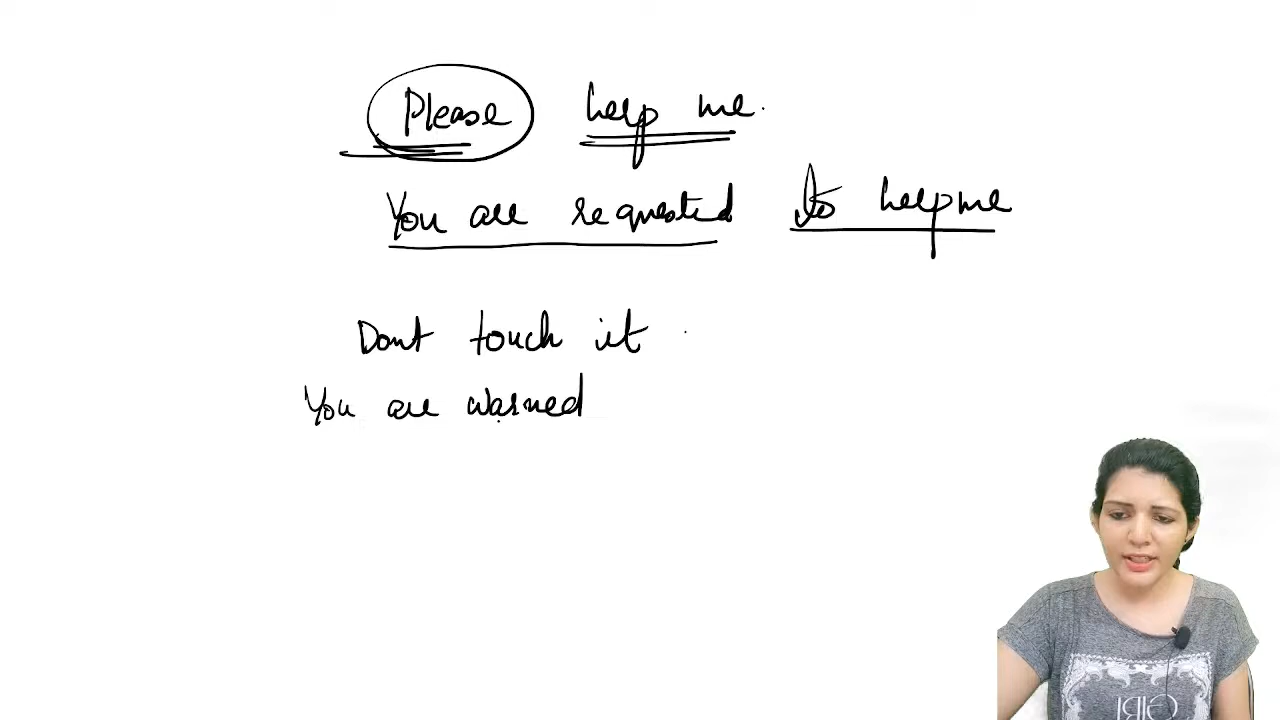 Please help me.
You are requested to help me
Dont touch it
You are warned